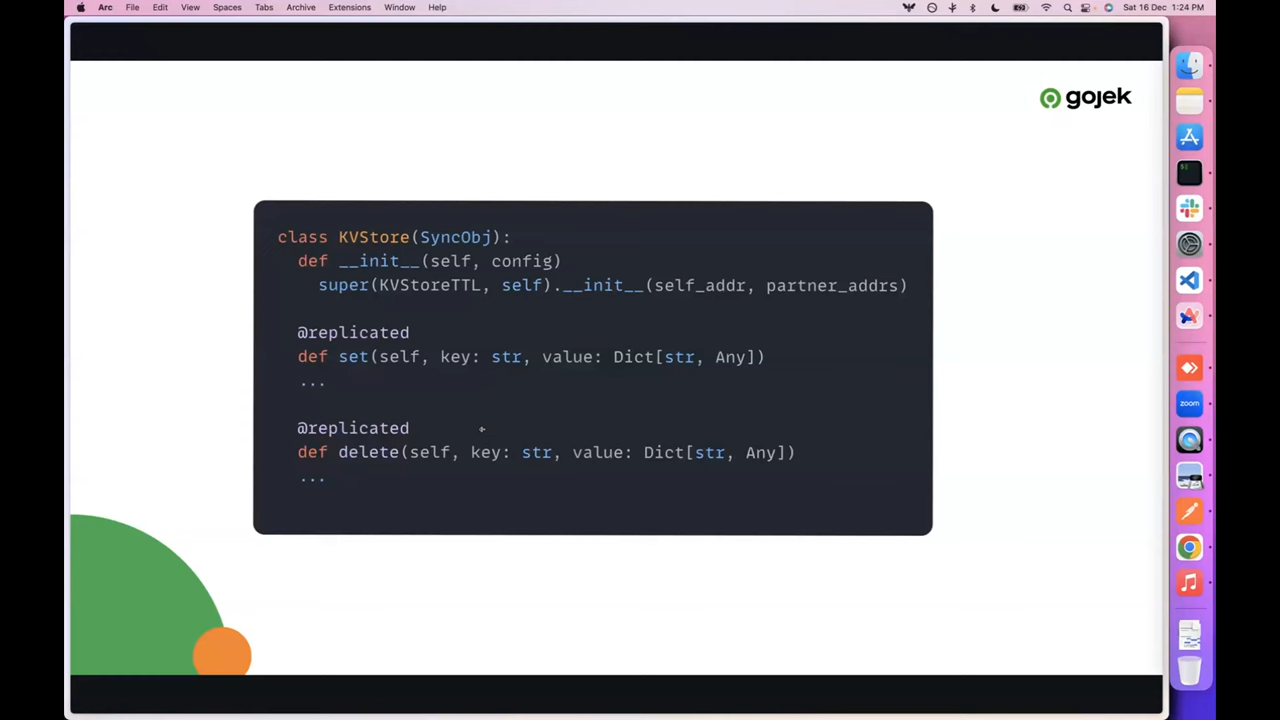 Arc File Edit View Spaces Tabs Archive Extensions Window Help Sat 16 Dec 1:24 PM
gojek
class KVStore(SyncObj):
def __init__(self, config)
super(KVStoreTTL, self).__init__(self_addr, partner_addrs)
@replicated
def set(self, key: str, value: Dict[str, Any])
...
@replicated
def delete(self, key: str, value: Dict[str, Any])
...
zoom